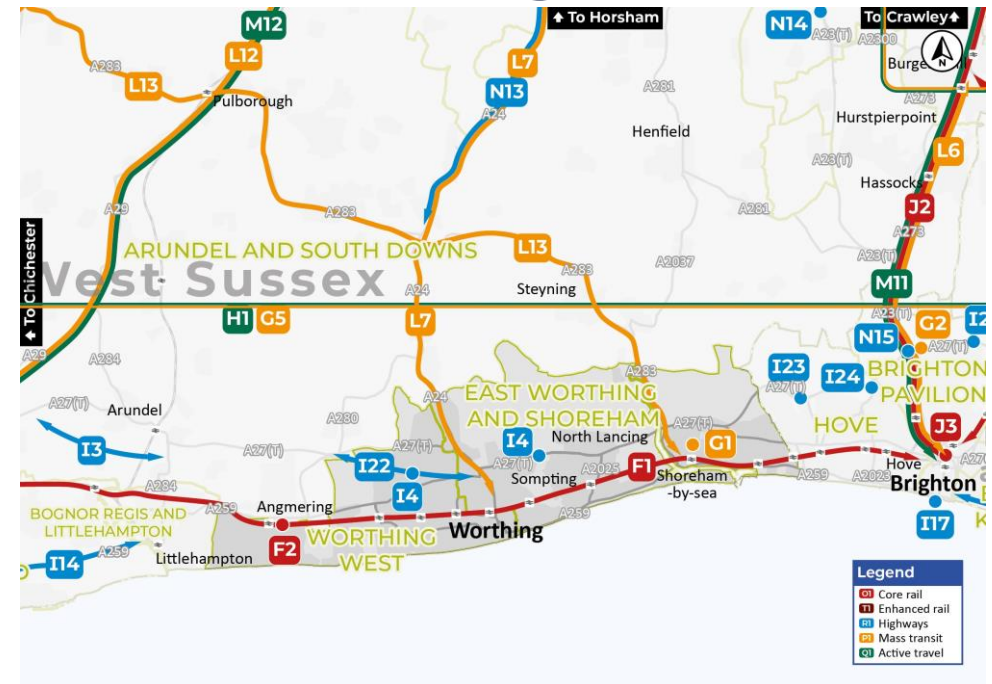 To Horsham
To Crawley
M12
N14
A23(T)
A2300
L12
L7
A283
L13
N13
Burge
N
A24
A281
A273
Pulborough
Hurstpierpoint
Henfield
A23(T)
L6
Hassocks
A29
A283
A281
J2
To Chichester
ARUNDEL AND SOUTH DOWNS
L13
A273
A283
A23(T)
A2037
West Sussex
Steyning
M11
A24
H1
G5
L7
A23(T)
G2
N15
A27(T)
A29
A284
I23
A283
I24
BRIGHTON
PAVILION
A27(T)
EAST WORTHING
AND SHOREHAM
A24
A27(T)
Arundel
A280
HOVE
J3
I3
A27(T)
A27(T)
I4
North Lancing
A27(T)
G1
I22
A27(T)
Sompting
A2025
F1
I4
Shoreham
-by-sea
A259
A2023
Hove
Brighton
A284
A259
Angmering
A259
I17
BOGNOR REGIS AND
LITTLEHAMPTON
Worthing
WORTHING
WEST
F2
A259
Littlehampton
I14
Legend
O1 Core rail
T1 Enhanced rail
R1 Highways
P1 Mass transit
Q1 Active travel